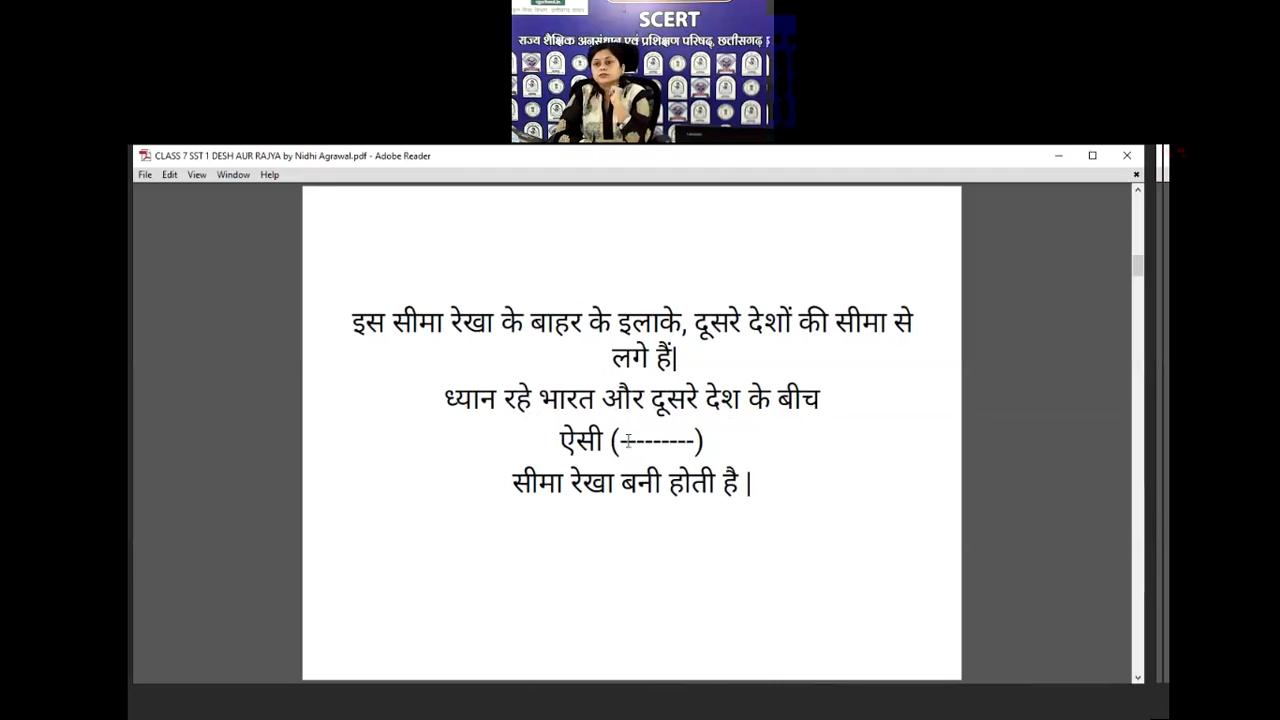 SCERT
राज्य शैक्षिक अनुसंधान एवं प्रशिक्षण परिषद्, छत्तीसगढ़
CLASS 7 SST 1 DESH AUR RAJYA by Nidhi Agrawal.pdf - Adobe Reader
File Edit View Window Help
इस सीमा रेखा के बाहर के इलाके, दूसरे देशों की सीमा से
लगे हैं|
ध्यान रहे भारत और दूसरे देश के बीच
ऐसी (---------)
सीमा रेखा बनी होती है |